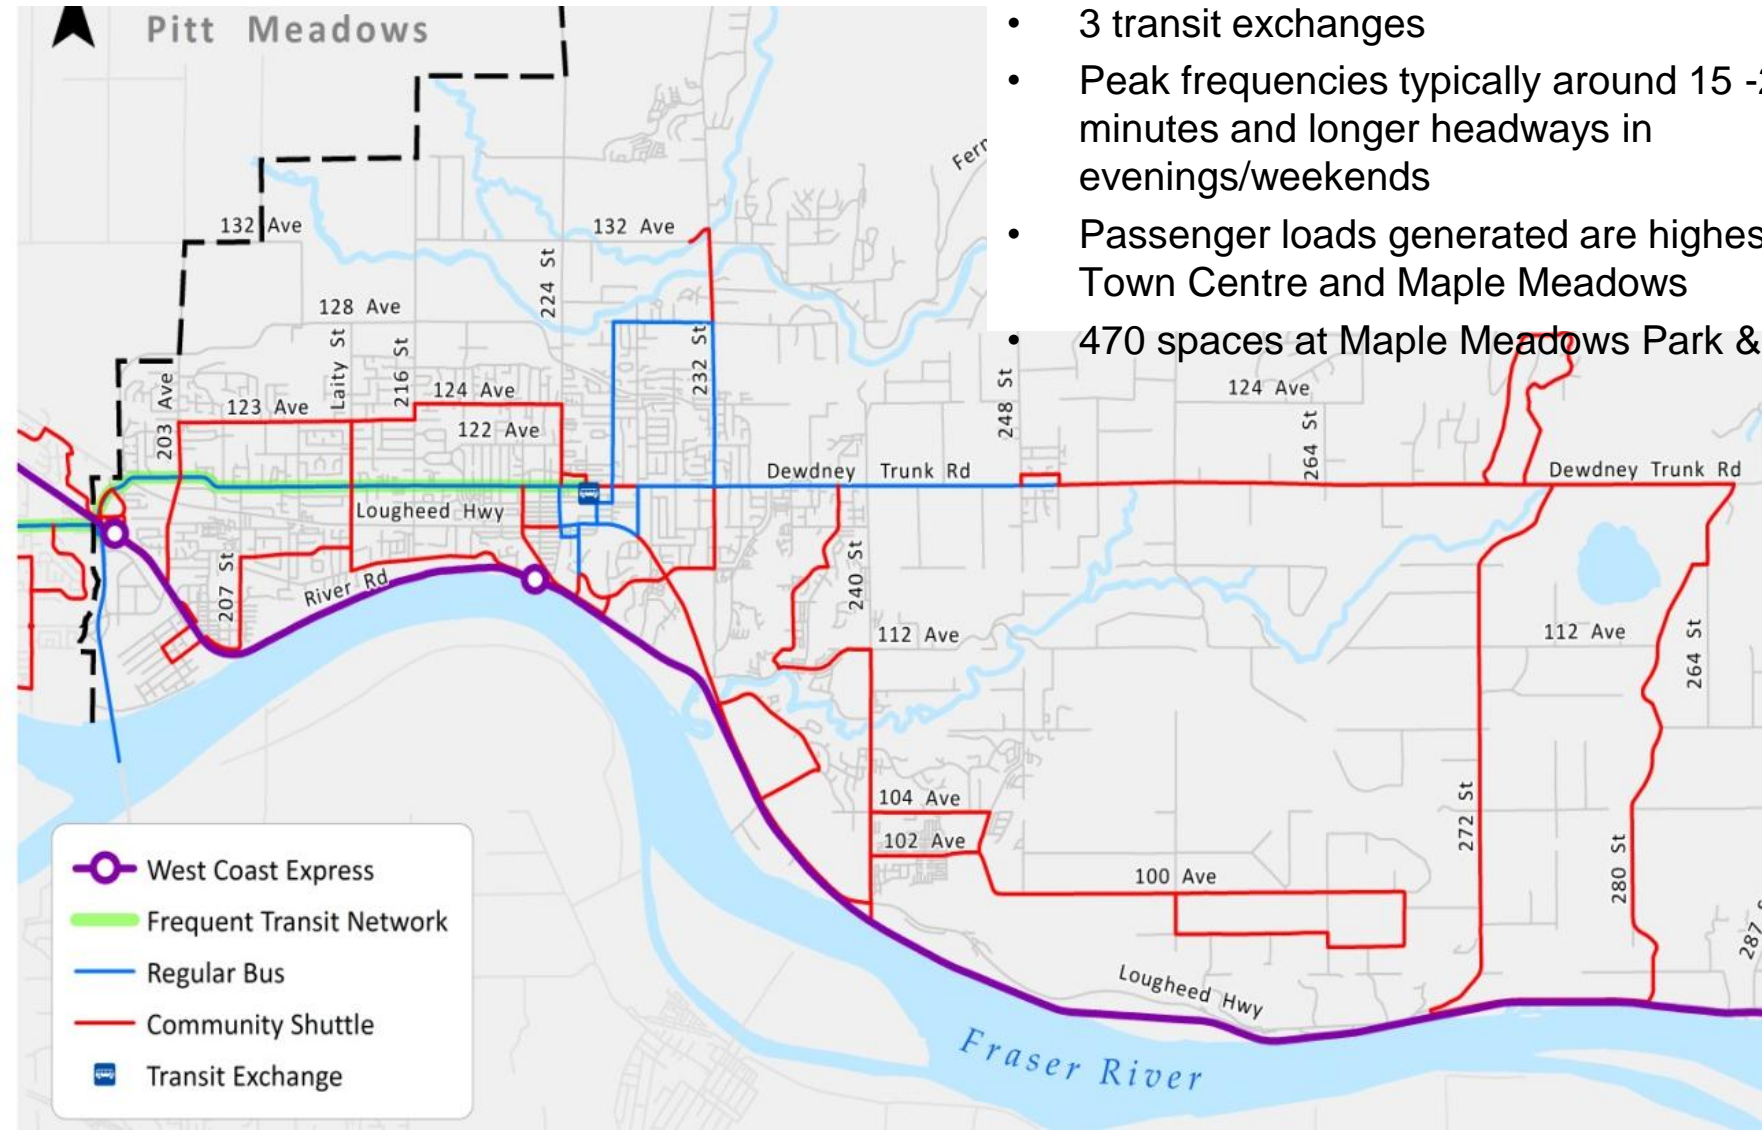 Pitt Meadows
• 3 transit exchanges
• Peak frequencies typically around 15 -
minutes and longer headways in
evenings/weekends
• Passenger loads generated are
Town Centre and Maple Meadows
• 470 spaces at Maple Meadows Park &
132 Ave
132 Ave
224 St
128 Ave
Laity St
216 St
232 St
203 Ave
123 Ave
124 Ave
122 Ave
248 St
124 Ave
264 St
Dewdney Trunk Rd
Dewdney Trunk Rd
Lougheed Hwy
207 St
River Rd
240 St
112 Ave
112 Ave
264 St
104 Ave
102 Ave
272 St
280 St
100 Ave
287
Lougheed Hwy
Fraser River
West Coast Express
Frequent Transit Network
Regular Bus
Community Shuttle
Transit Exchange